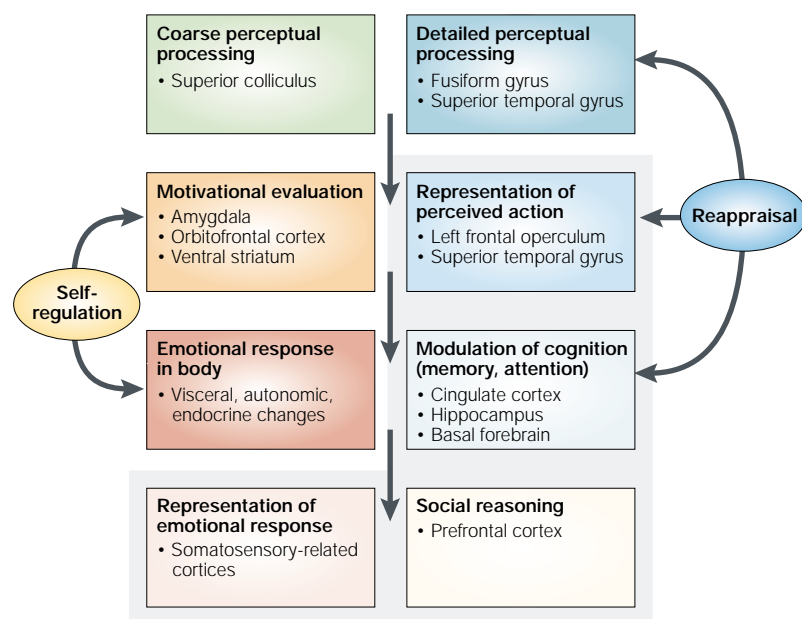 Coarse perceptual
processing
• Superior colliculus
Detailed perceptual
processing
• Fusiform gyrus
• Superior temporal gyrus
Motivational evaluation
• Amygdala
• Orbitofrontal cortex
• Ventral striatum
Representation of
perceived action
• Left frontal operculum
• Superior temporal gyrus
Reappraisal
Self-
regulation
Emotional response
in body
• Visceral, autonomic,
endocrine changes
Modulation of cognition
(memory, attention)
• Cingulate cortex
• Hippocampus
• Basal forebrain
Representation of
emotional response
• Somatosensory-related
cortices
Social reasoning
• Prefrontal cortex